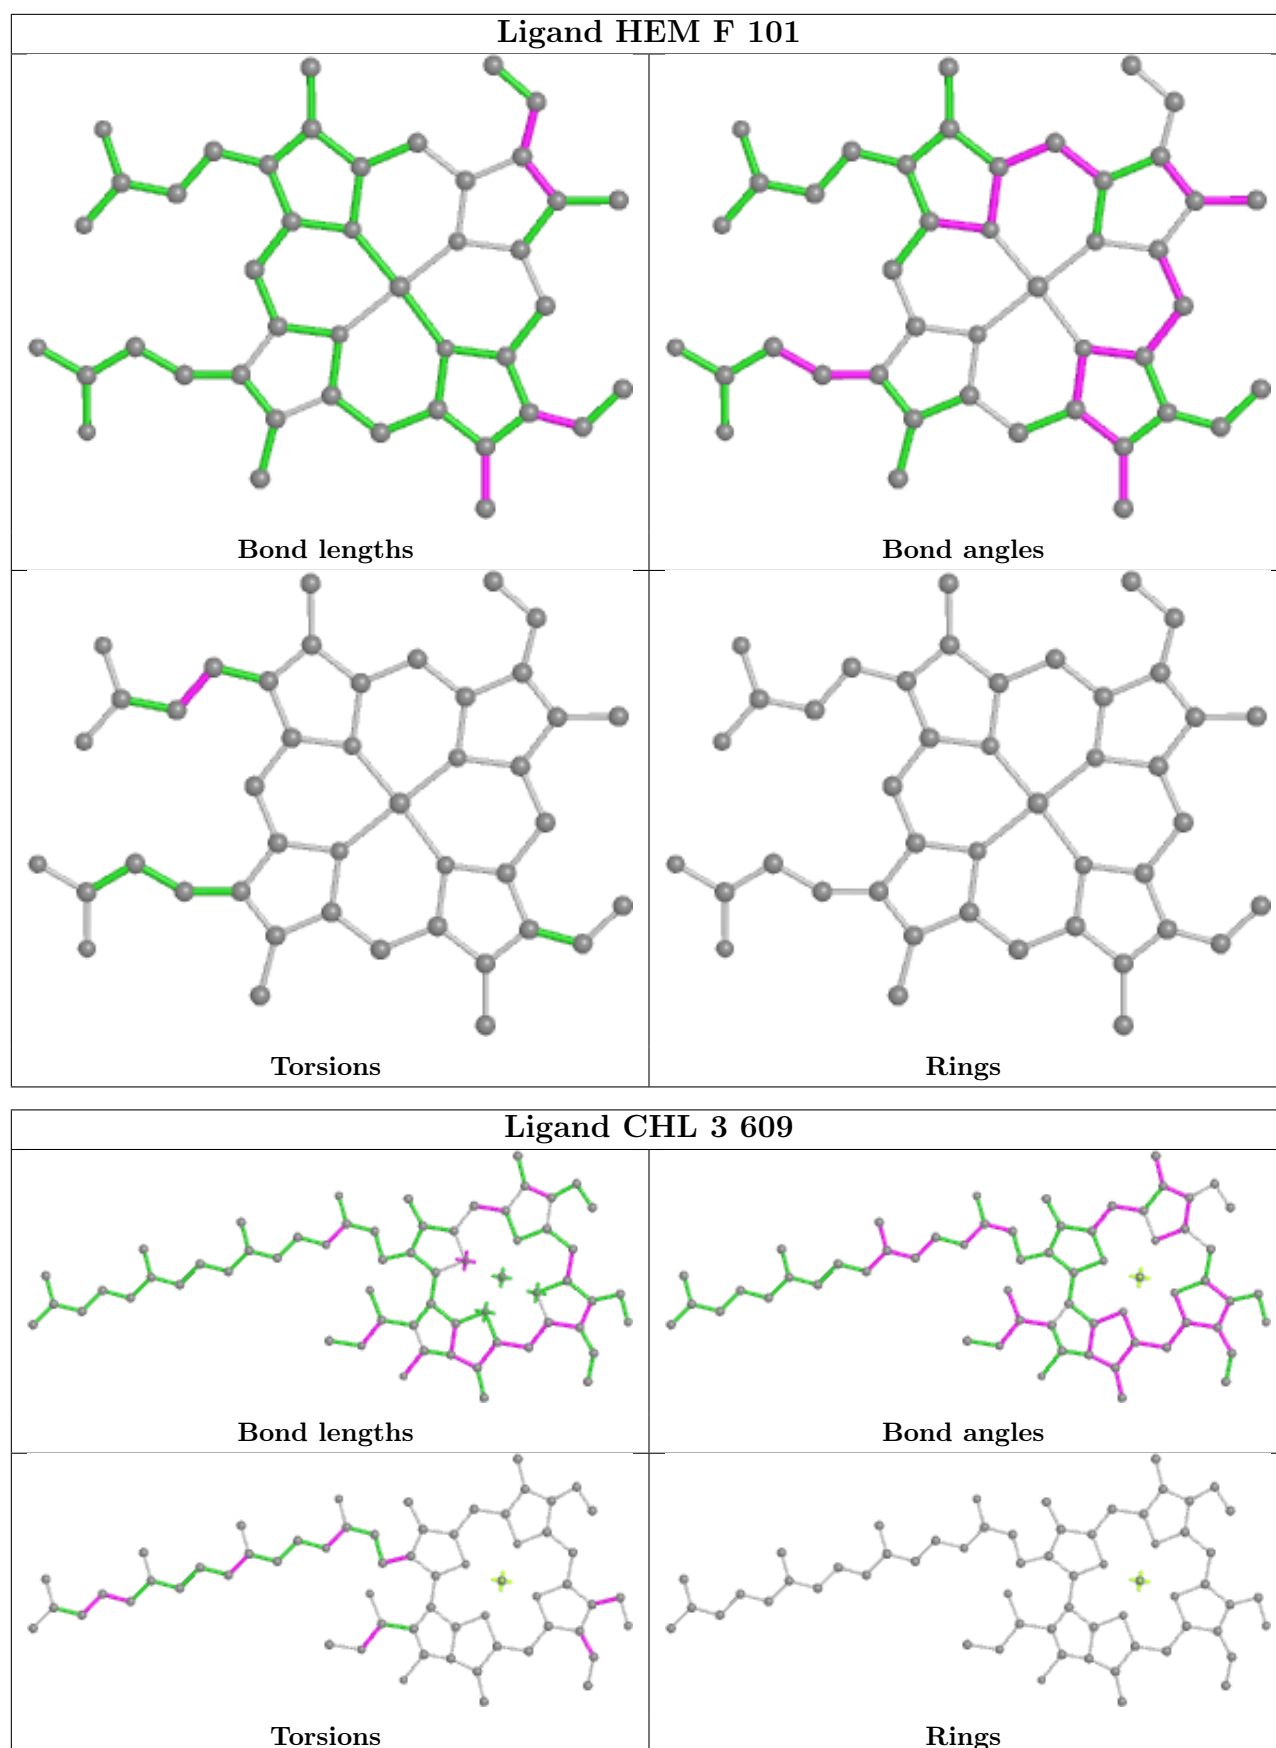 Ligand HEM F 101
Bond lengths
Bond angles
Torsions
Rings
Ligand CHL 3 609
Bond lengths
Bond angles
Torsions
Rings